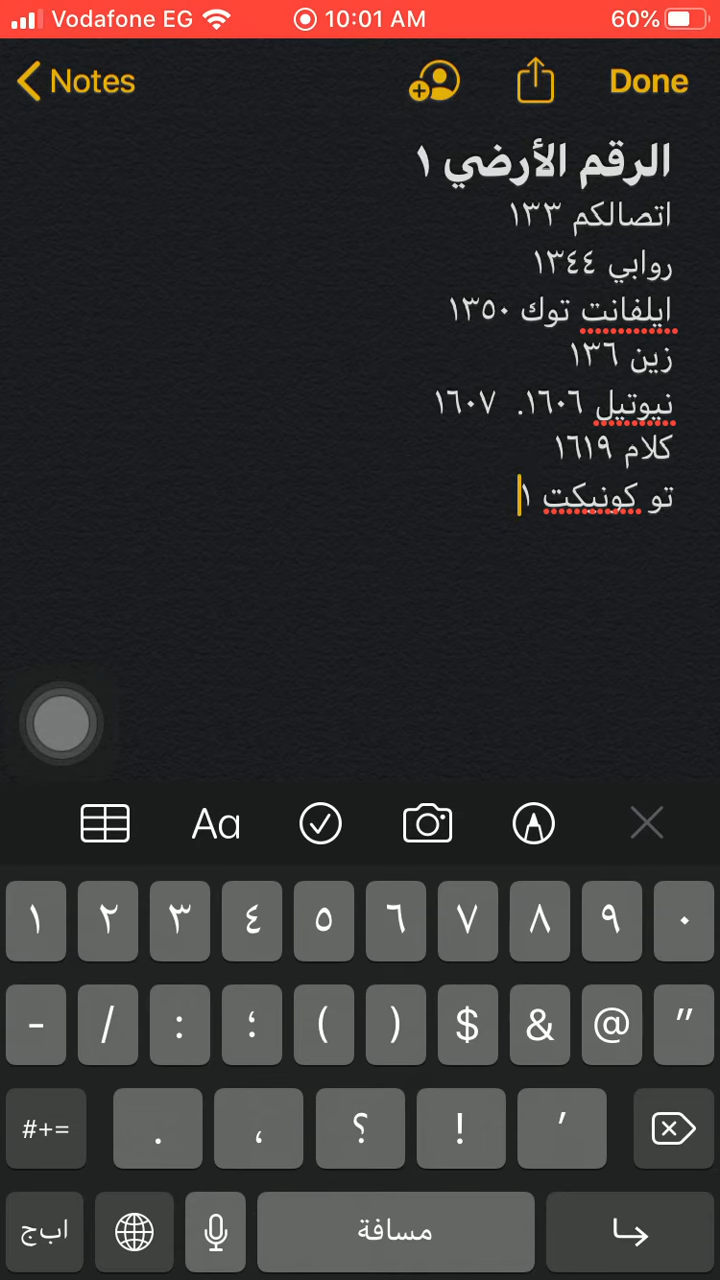 Vodafone EG 10:01 AM 60%
Notes Done
الرقم الأرضي ١
اتصالكم ١٣٣
روابي ١٣٤٤
ايلفانت توك ١٣٥٠
زين ١٣٦
نيوتيل ١٦٠٦. ١٦٠٧
كلام ١٦١٩
تو كونيكت ١
Aa
١ ٢ ٣ ٤ ٥ ٦ ٧ ٨ ٩ ٠
- / : ؛ ( ) $ & @ "
#+= . ، ؟ ! ′
اب‌ج مسافة